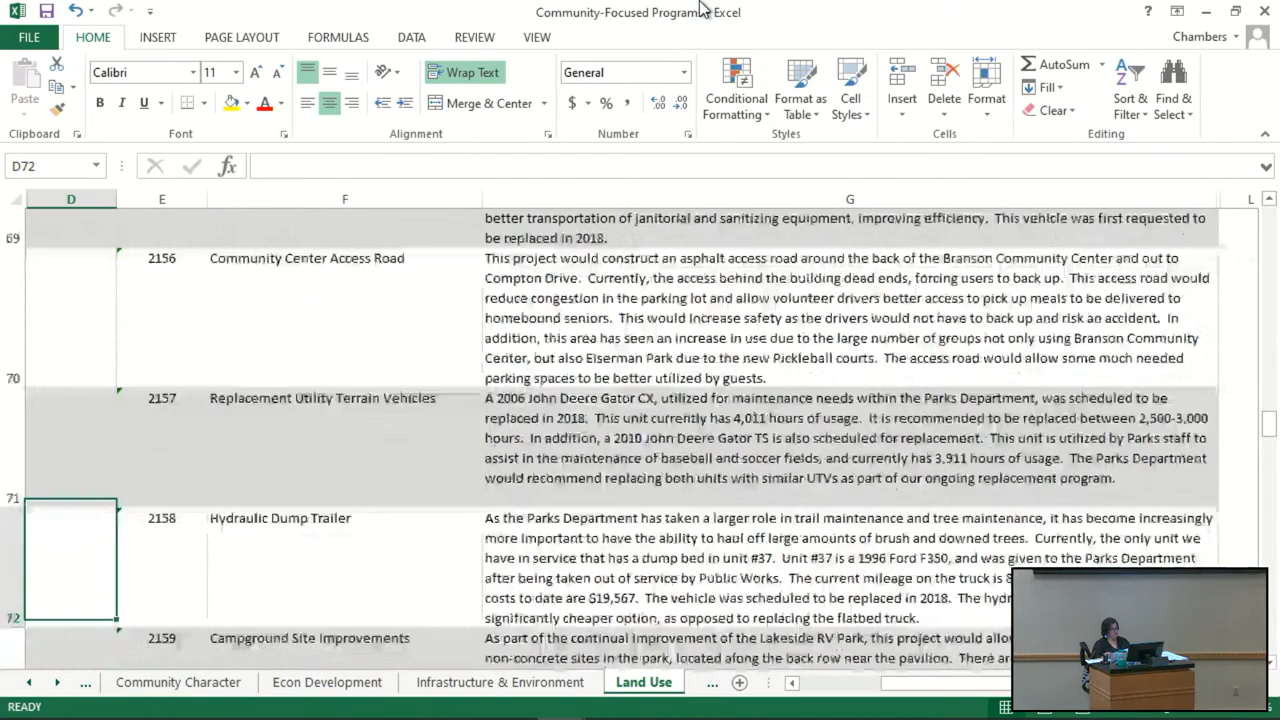 Community-Focused Programs - Excel
FILE HOME INSERT PAGE LAYOUT FORMULAS DATA REVIEW VIEW Chambers
Paste
Calibri 11
B I U
A A
Wrap Text
Merge & Center
General
$ % ,
Conditional Formatting
Format as Table
Cell Styles
Insert
Delete
Format
AutoSum
Fill
Clear
Sort & Filter
Find & Select
Clipboard Font Alignment Number Styles Cells Editing
D72 fx
D E F G L
69
better transportation of janitorial and sanitizing equipment, improving efficiency. This vehicle was first requested to
be replaced in 2018.
70
2156 Community Center Access Road
This project would construct an asphalt access road around the back of the Branson Community Center and out to
Compton Drive. Currently, the access behind the building dead ends, forcing users to back up. This access road would
reduce congestion in the parking lot and allow volunteer drivers better access to pick up meals to be delivered to
homebound seniors. This would increase safety as the drivers would not have to back up and risk an accident. In
addition, this area has seen an increase in use due to the large number of groups not only using Branson Community
Center, but also Eiserman Park due to the new Pickleball courts. The access road would allow some much needed
parking spaces to be better utilized by guests.
71
2157 Replacement Utility Terrain Vehicles
A 2006 John Deere Gator CX, utilized for maintenance needs within the Parks Department, was scheduled to be
replaced in 2018. This unit currently has 4,011 hours of usage. It is recommended to be replaced between 2,500-3,000
hours. In addition, a 2010 John Deere Gator TS is also scheduled for replacement. This unit is utilized by Parks staff to
assist in the maintenance of baseball and soccer fields, and currently has 3,911 hours of usage. The Parks Department
would recommend replacing both units with similar UTVs as part of our ongoing replacement program.
72
2158 Hydraulic Dump Trailer
As the Parks Department has taken a larger role in trail maintenance and tree maintenance, it has become increasingly
more important to have the ability to haul off large amounts of brush and downed trees. Currently, the only unit we
have in service that has a dump bed in unit #37. Unit #37 is a 1996 Ford F350, and was given to the Parks Department
after being taken out of service by Public Works. The current mileage on the truck is
costs to date are $19,567. The vehicle was scheduled to be replaced in 2018. The
significantly cheaper option, as opposed to replacing the flatbed truck.
2159 Campground Site Improvements
As part of the continual improvement of the Lakeside RV Park, this project would
non-concrete sites in the park, located along the back row near the pavilion. There
... Community Character Econ Development Infrastructure & Environment Land Use ...
READY